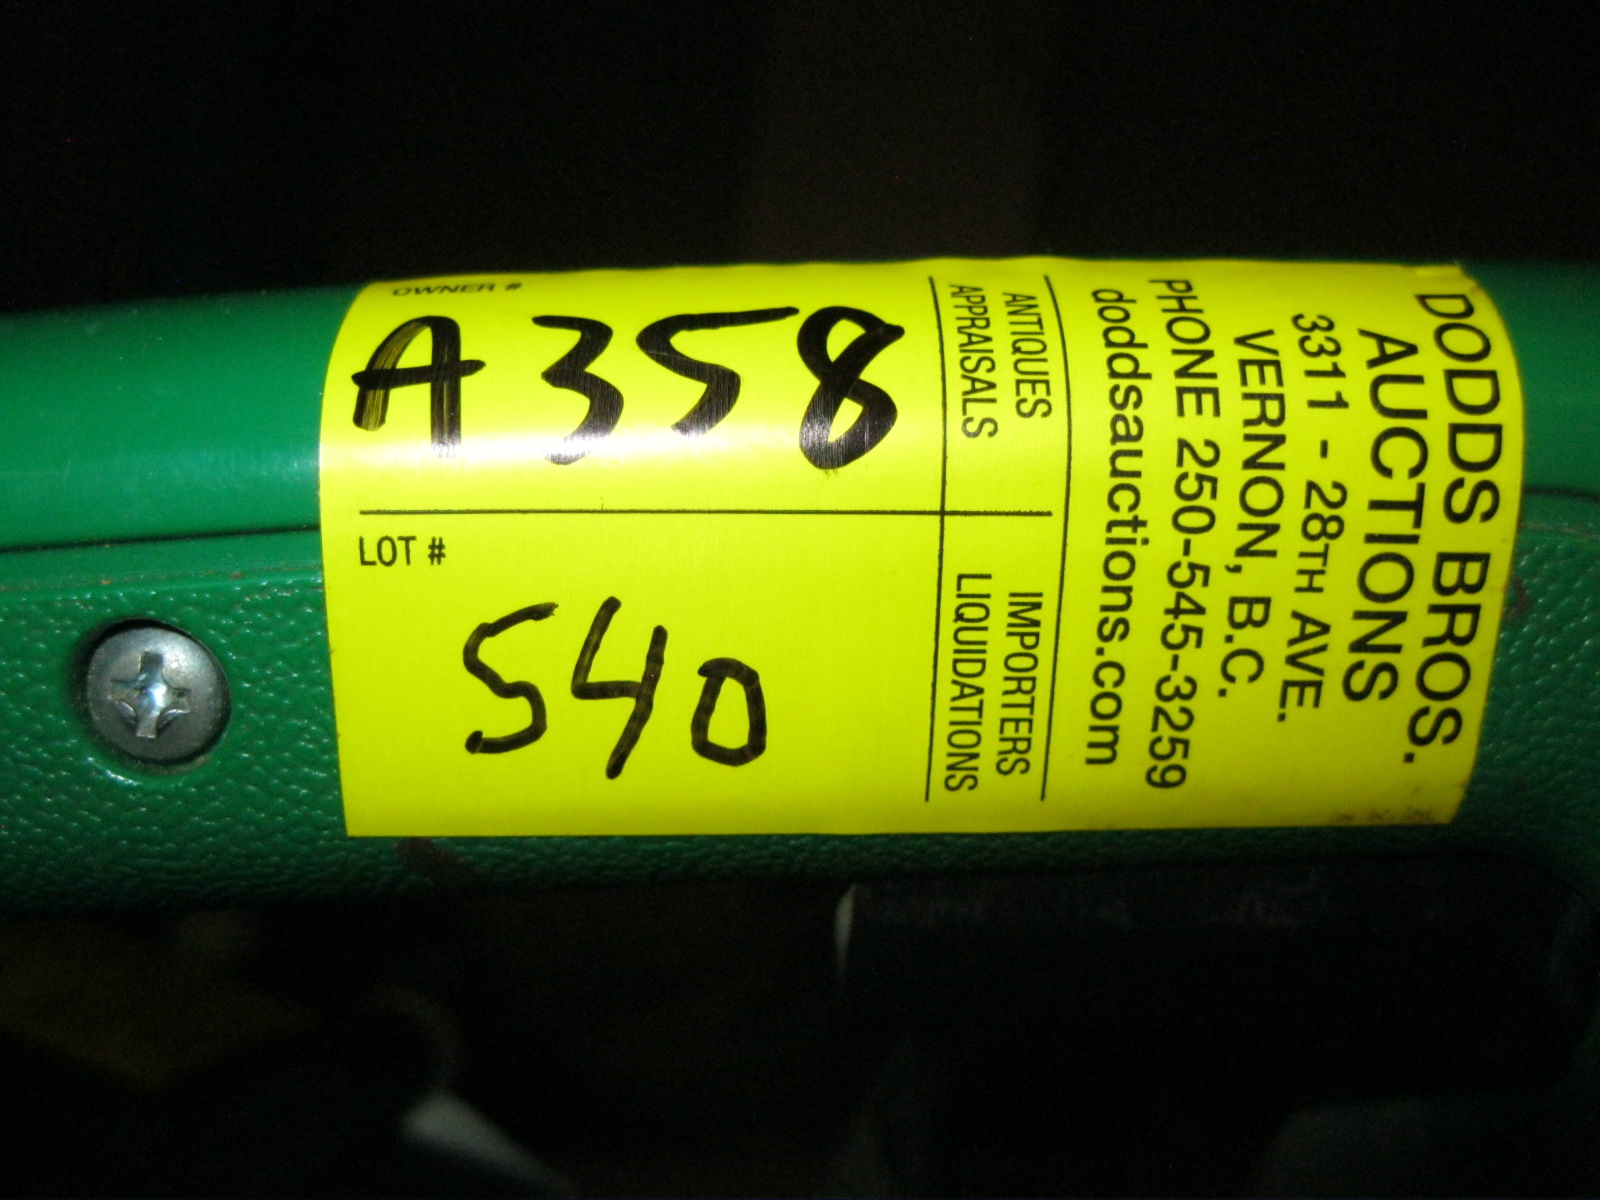 OWNER #
A358
LOT #
540
ANTIQUES
APPRAISALS
IMPORTERS
LIQUIDATIONS
DODDS BROS.
AUCTIONS
3311 - 28TH AVE.
VERNON, B.C.
PHONE 250-545-3259
doddsauctions.com